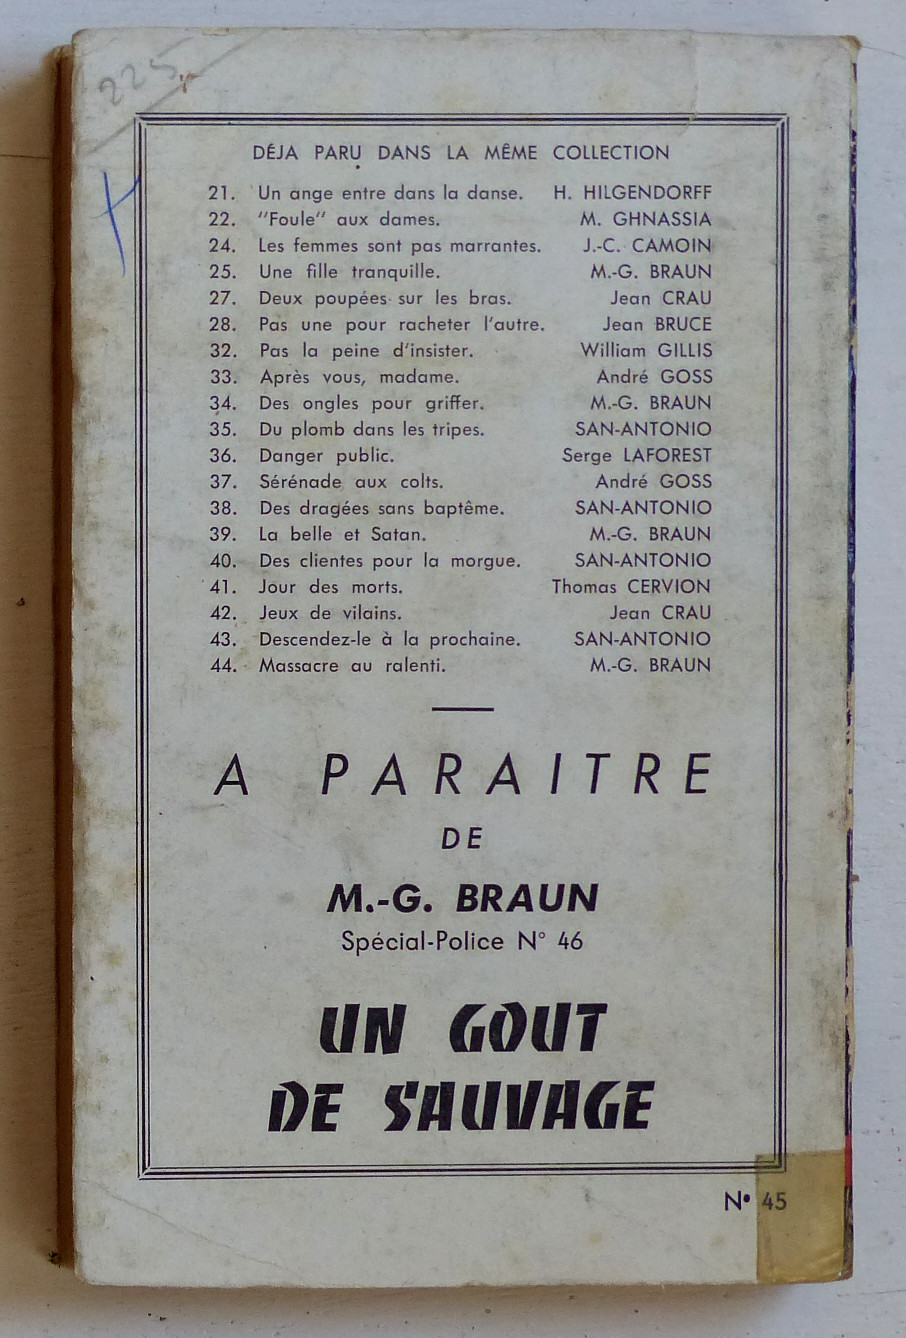 225
DÉJA PARU DANS LA MÊME COLLECTION
21. Un ange entre dans la danse. H. HILGENDORFF
22. "Foule" aux dames. M. GHNASSIA
24. Les femmes sont pas marrantes. J.-C. CAMOIN
25. Une fille tranquille. M.-G. BRAUN
27. Deux poupées sur les bras. Jean CRAU
28. Pas une pour racheter l'autre. Jean BRUCE
32. Pas la peine d'insister. William GILLIS
33. Après vous, madame. André GOSS
34. Des ongles pour griffer. M.-G. BRAUN
35. Du plomb dans les tripes. SAN-ANTONIO
36. Danger public. Serge LAFOREST
37. Sérénade aux colts. André GOSS
38. Des dragées sans baptême. SAN-ANTONIO
39. La belle et Satan. M.-G. BRAUN
40. Des clientes pour la morgue. SAN-ANTONIO
41. Jour des morts. Thomas CERVION
42. Jeux de vilains. Jean CRAU
43. Descendez-le à la prochaine. SAN-ANTONIO
44. Massacre au ralenti. M.-G. BRAUN
A PARAITRE
DE
M.-G. BRAUN
Spécial-Police N° 46
UN GOUT
DE SAUVAGE
N° 45